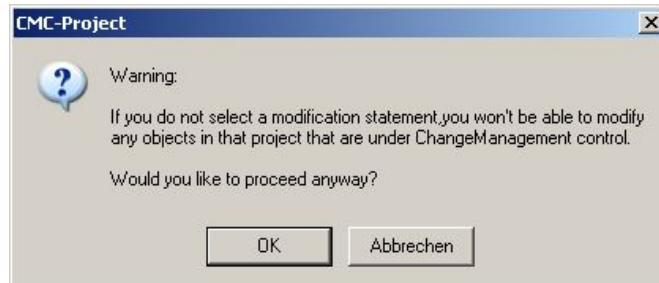 CMC-Project
Warning:
If you do not select a modification statement,you won't be able to modify
any objects in that project that are under ChangeManagement control.
Would you like to proceed anyway?
OK
Abbrechen